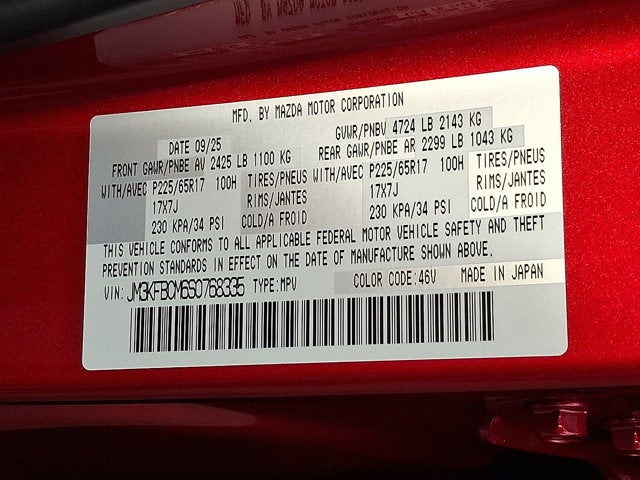 MFD. BY MAZDA MOTOR CORPORATION
DATE 09/25 GVWR/PNBV 4724 LB 2143 KG
FRONT GAWR/PNBE AV 2425 LB 1100 KG REAR GAWR/PNBE AR 2299 LB 1043 KG
WITH/AVEC P225/65R17 100H TIRES/PNEUS WITH/AVEC P225/65R17 100H TIRES/PNEUS
17X7J RIMS/JANTES 17X7J RIMS/JANTES
230 KPA/34 PSI COLD/A FROID 230 KPA/34 PSI COLD/A FROID
THIS VEHICLE CONFORMS TO ALL APPLICABLE FEDERAL MOTOR VEHICLE SAFETY AND THEFT
PREVENTION STANDARDS IN EFFECT ON THE DATE OF MANUFACTURE SHOWN ABOVE.
VIN: JM3KFBCM6S0768335 TYPE:MPV COLOR CODE:46V MADE IN JAPAN